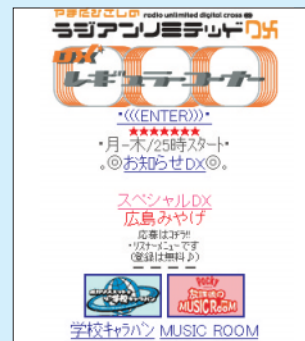 やまだひさしの radio unlimited digital cross
ラジアンリミテッドDX
DX+
レギュラーコーナー
・(((ENTER)))・
★★★★★★★
・月-木/25時スタート・
.◎お知らせDX◎.
スペシャルDX
広島みやげ
応募はｺﾁﾗ!!
・ﾘｽﾅｰﾒﾆｭｰです
(登録は無料♪)
学校ｷｬﾗﾊﾞﾝ
POCKY
放課後の
MUSIC ROOM
学校ｷｬﾗﾊﾞﾝ MUSIC ROOM